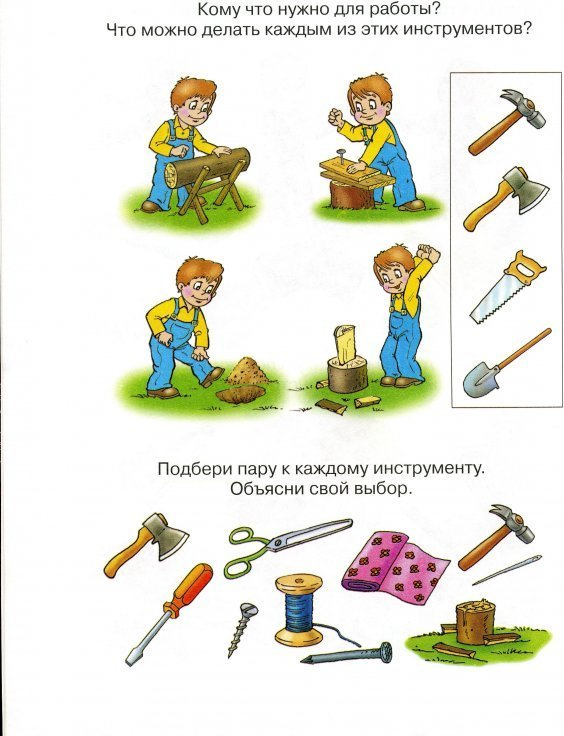 Кому что нужно для работы?
Что можно делать каждым из этих инструментов?
Подбери пару к каждому инструменту.
Объясни свой выбор.